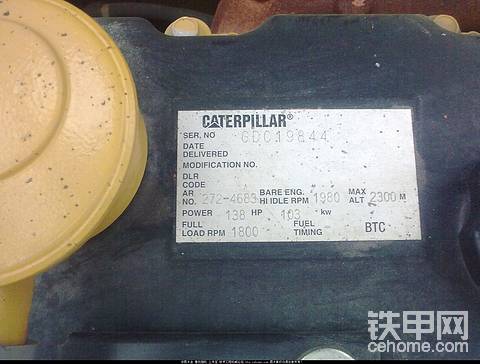 CATERPILLAR®
SER. NO GDC19844
DATE
DELIVERED
MODIFICATION NO.
DLR
CODE
AR
NO. 272-4683 BARE ENG. HI IDLE RPM 1980 MAX ALT 2300 M
POWER 138 HP 103 kw
FULL
LOAD RPM 1800 FUEL TIMING BTC
铁甲网
cehome.com